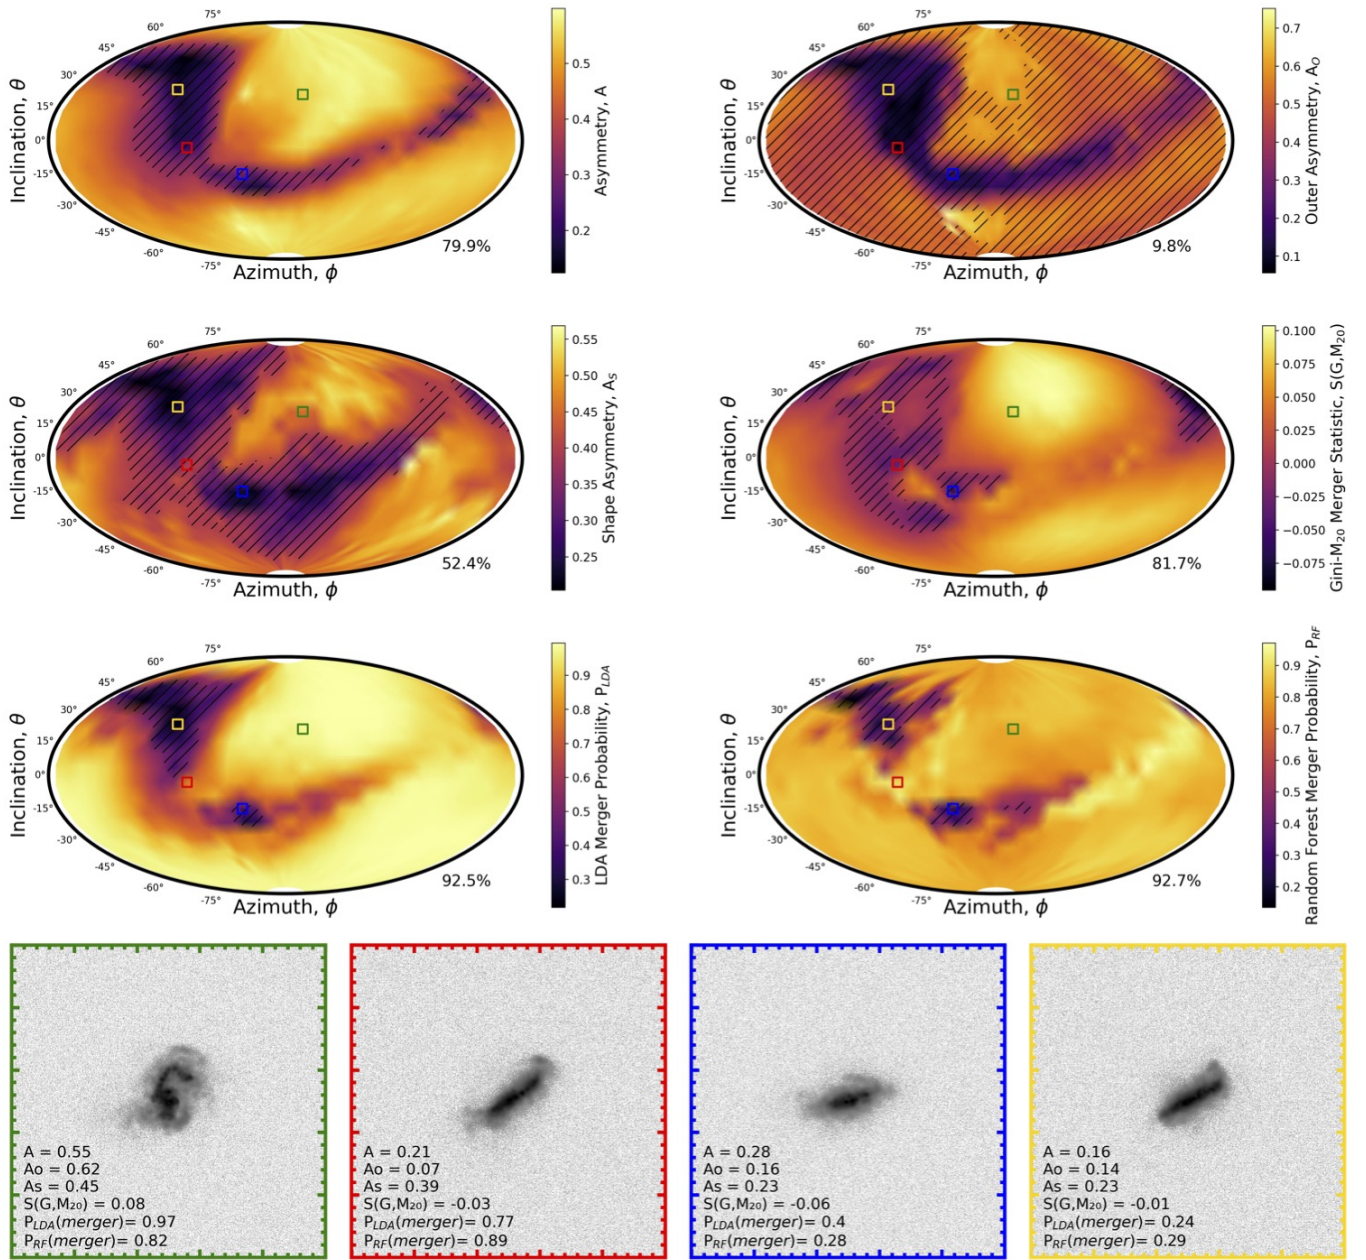 75°
60°
45°
30°
15°
0°
-15°
-30°
-45°
-60°
-75°
Inclination, θ
Azimuth, ϕ
79.9%
0.5
0.4
0.3
0.2
Asymmetry, A
75°
60°
45°
30°
15°
0°
-15°
-30°
-45°
-60°
-75°
Inclination, θ
Azimuth, ϕ
9.8%
0.7
0.6
0.5
0.4
0.3
0.2
0.1
Outer Asymmetry, A_O
75°
60°
45°
30°
15°
0°
-15°
-30°
-45°
-60°
-75°
Inclination, θ
Azimuth, ϕ
52.4%
0.55
0.50
0.45
0.40
0.35
0.30
0.25
Shape Asymmetry, A_S
75°
60°
45°
30°
15°
0°
-15°
-30°
-45°
-60°
-75°
Inclination, θ
Azimuth, ϕ
81.7%
0.100
0.075
0.050
0.025
0.000
−0.025
−0.050
−0.075
Gini-M₂₀ Merger Statistic, S(G,M₂₀)
75°
60°
45°
30°
15°
0°
-15°
-30°
-45°
-60°
-75°
Inclination, θ
Azimuth, ϕ
92.5%
0.9
0.8
0.7
0.6
0.5
0.4
0.3
LDA Merger Probability, P_LDA
75°
60°
45°
30°
15°
0°
-15°
-30°
-45°
-60°
-75°
Inclination, θ
Azimuth, ϕ
92.7%
0.9
0.8
0.7
0.6
0.5
0.4
0.3
0.2
Random Forest Merger Probability, P_RF
A = 0.55
Ao = 0.62
As = 0.45
S(G,M₂₀) = 0.08
P_LDA(merger)= 0.97
P_RF(merger)= 0.82
A = 0.21
Ao = 0.07
As = 0.39
S(G,M₂₀) = -0.03
P_LDA(merger)= 0.77
P_RF(merger)= 0.89
A = 0.28
Ao = 0.16
As = 0.23
S(G,M₂₀) = -0.06
P_LDA(merger)= 0.4
P_RF(merger)= 0.28
A = 0.16
Ao = 0.14
As = 0.23
S(G,M₂₀) = -0.01
P_LDA(merger)= 0.24
P_RF(merger)= 0.29